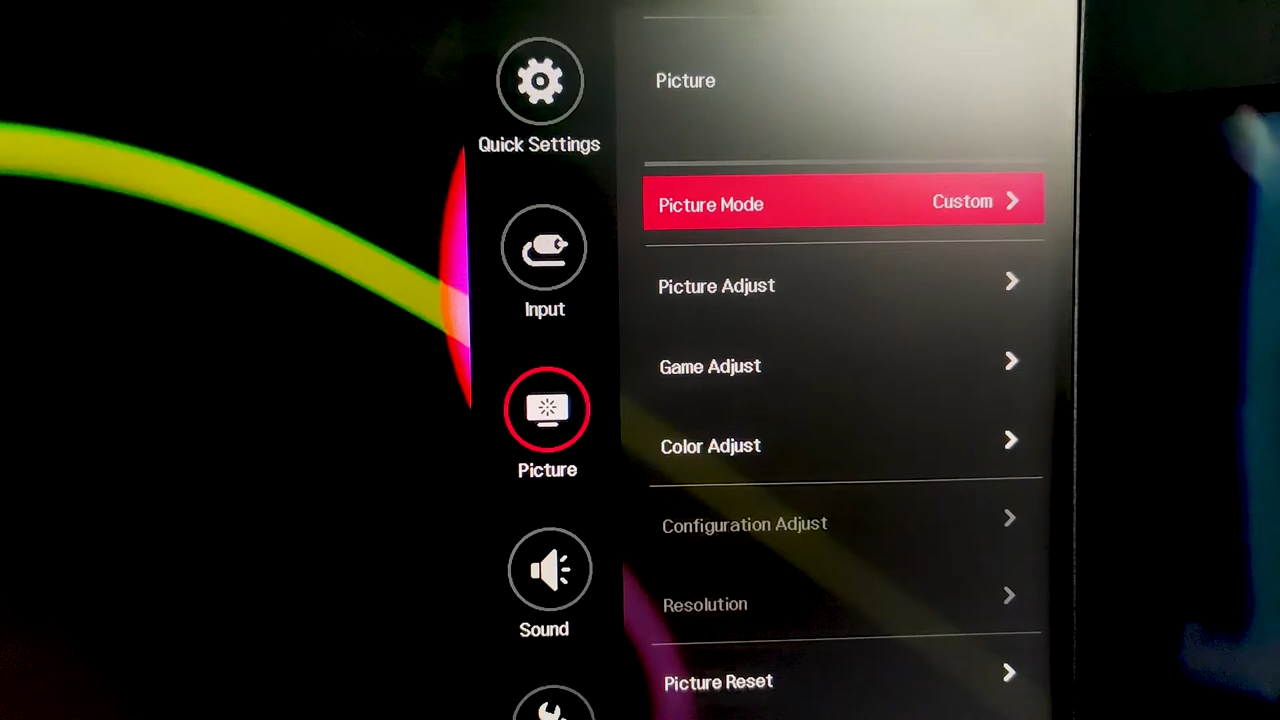 Quick Settings
Input
Picture
Sound
Picture
Picture Mode Custom
Picture Adjust
Game Adjust
Color Adjust
Configuration Adjust
Resolution
Picture Reset